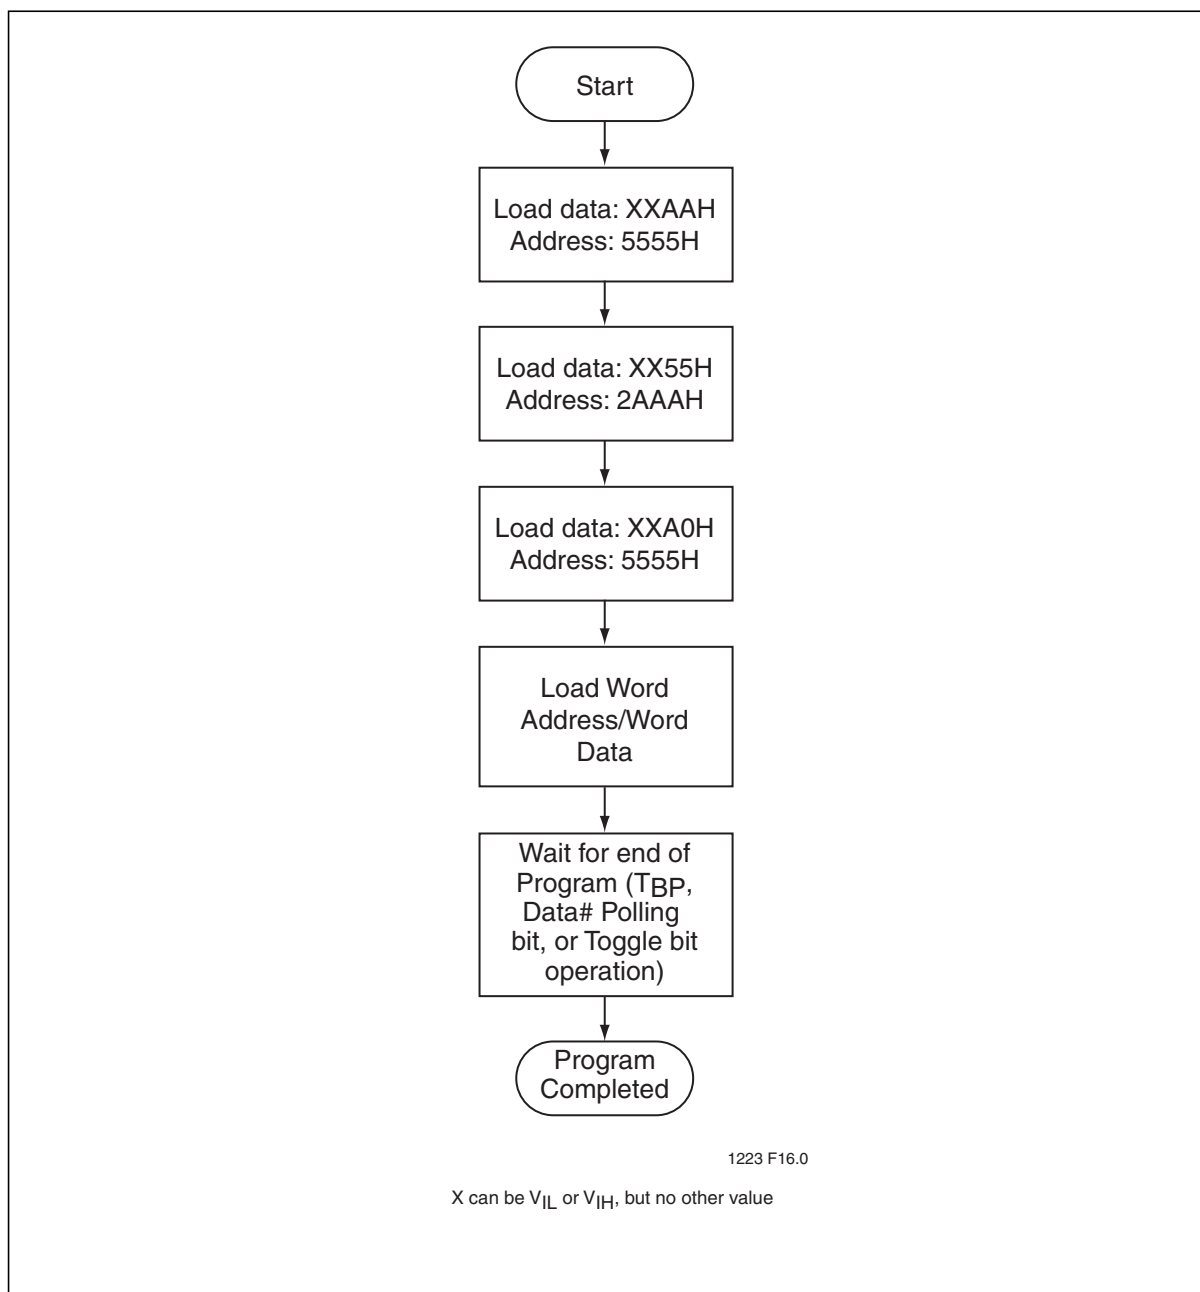 Start
Load data: XXAAH
Address: 5555H
Load data: XX55H
Address: 2AAAH
Load data: XXA0H
Address: 5555H
Load Word
Address/Word
Data
Wait for end of
Program (TBP,
Data# Polling
bit, or Toggle bit
operation)
Program
Completed
1223 F16.0
X can be VIL or VIH, but no other value